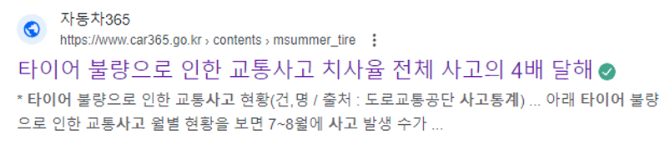 자동차365
https://www.car365.go.kr › contents › msummer_tire
타이어 불량으로 인한 교통사고 치사율 전체 사고의 4배 달해
* 타이어 불량으로 인한 교통사고 현황(건,명 / 출처 : 도로교통공단 사고통계) ... 아래 타이어 불량
으로 인한 교통사고 월별 현황을 보면 7~8월에 사고 발생 수가 ...